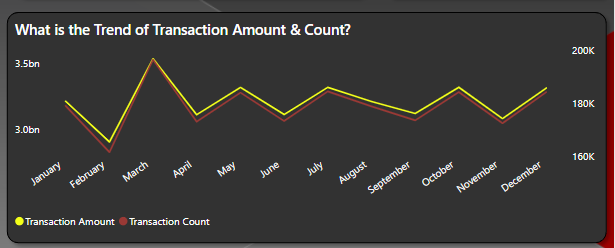 What is the Trend of Transaction Amount & Count?
200K
3.5bn
180K
3.0bn
160K
January
February
March
April
May
June
July
August
September
October
November
December
Transaction Amount
Transaction Count